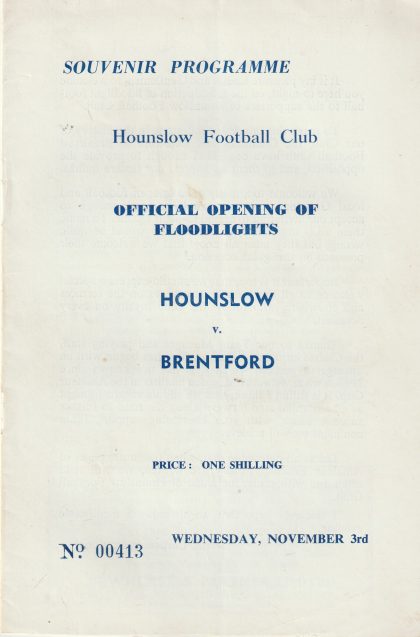 SOUVENIR PROGRAMME
Hounslow Football Club
OFFICIAL OPENING OF
FLOODLIGHTS
HOUNSLOW
v.
BRENTFORD
PRICE: ONE SHILLING
WEDNESDAY, NOVEMBER 3rd
Nº 00413